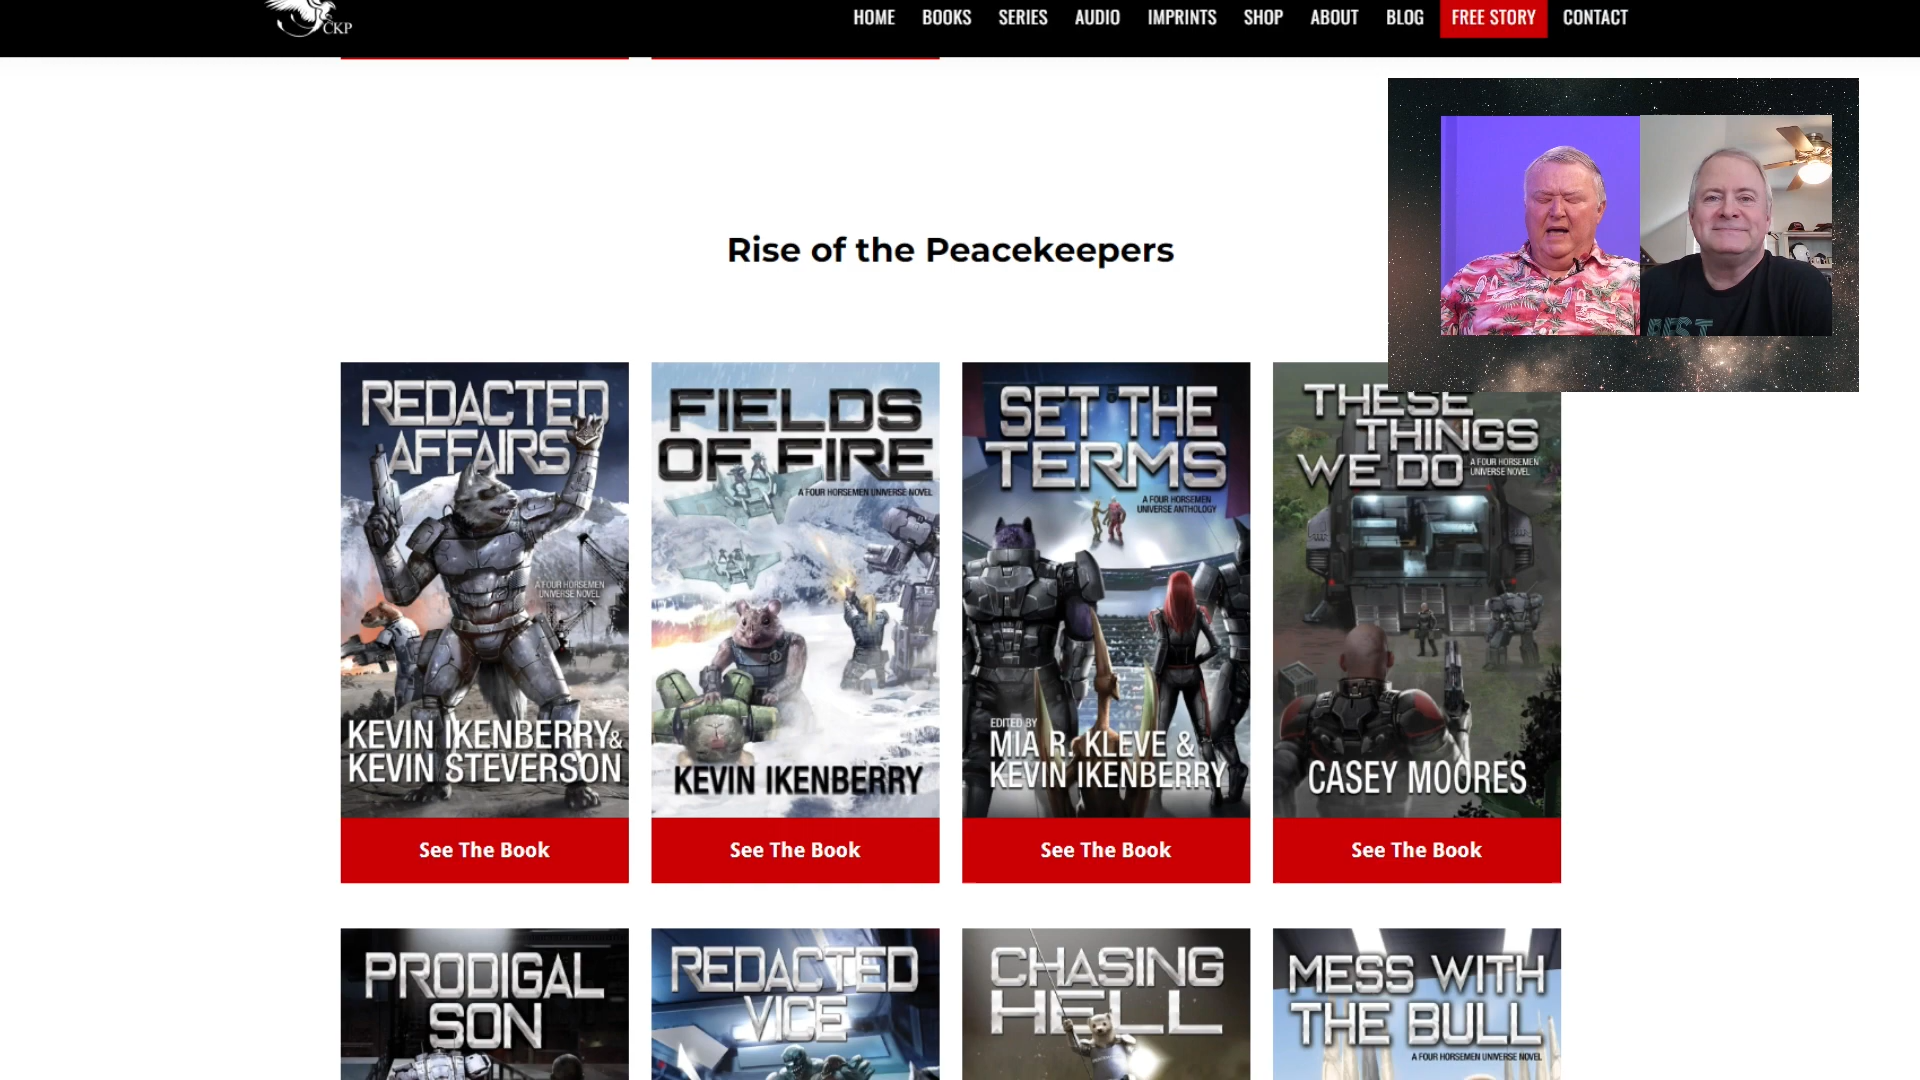 CKP
HOME BOOKS SERIES AUDIO IMPRINTS SHOP ABOUT BLOG FREE STORY CONTACT
BEST
Rise of the Peacekeepers
REDACTED
AFFAIRS
A FOUR HORSEMEN
UNIVERSE NOVEL
KEVIN IKENBERRY&
KEVIN STEVERSON
See The Book
FIELDS
OF FIRE
A FOUR HORSEMEN UNIVERSE NOVEL
KEVIN IKENBERRY
See The Book
SET THE
TERMS
A FOUR HORSEMEN
UNIVERSE ANTHOLOGY
EDITED BY
MIA R. KLEVE &
KEVIN IKENBERRY
See The Book
THESE
THINGS
WE DO
A FOUR HORSEMEN
UNIVERSE NOVEL
CASEY MOORES
See The Book
PRODIGAL
SON
REDACTED
VICE
CHASING
HELL
MESS WITH
THE BULL
A FOUR HORSEMEN UNIVERSE NOVEL